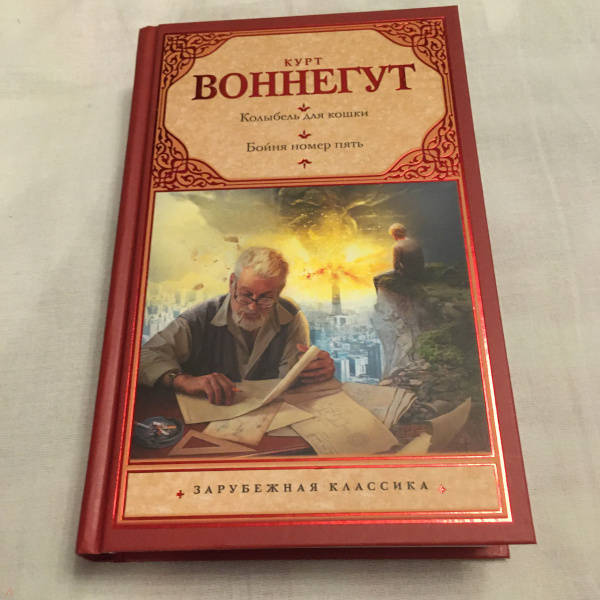 КУРТ
ВОННЕГУТ
Колыбель для кошки
Бойня номер пять
ЗАРУБЕЖНАЯ КЛАССИКА